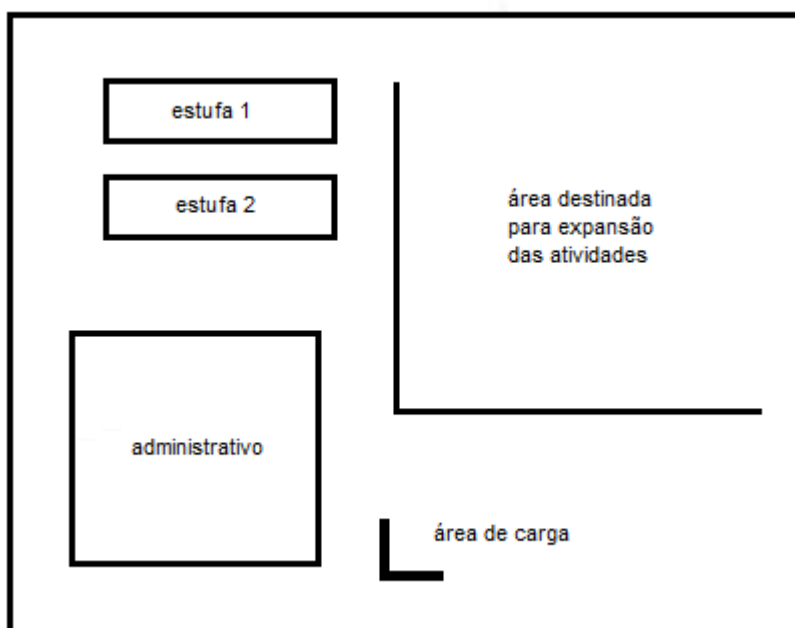 estufa 1
estufa 2
área destinada
para expansão
das atividades
administrativo
área de carga